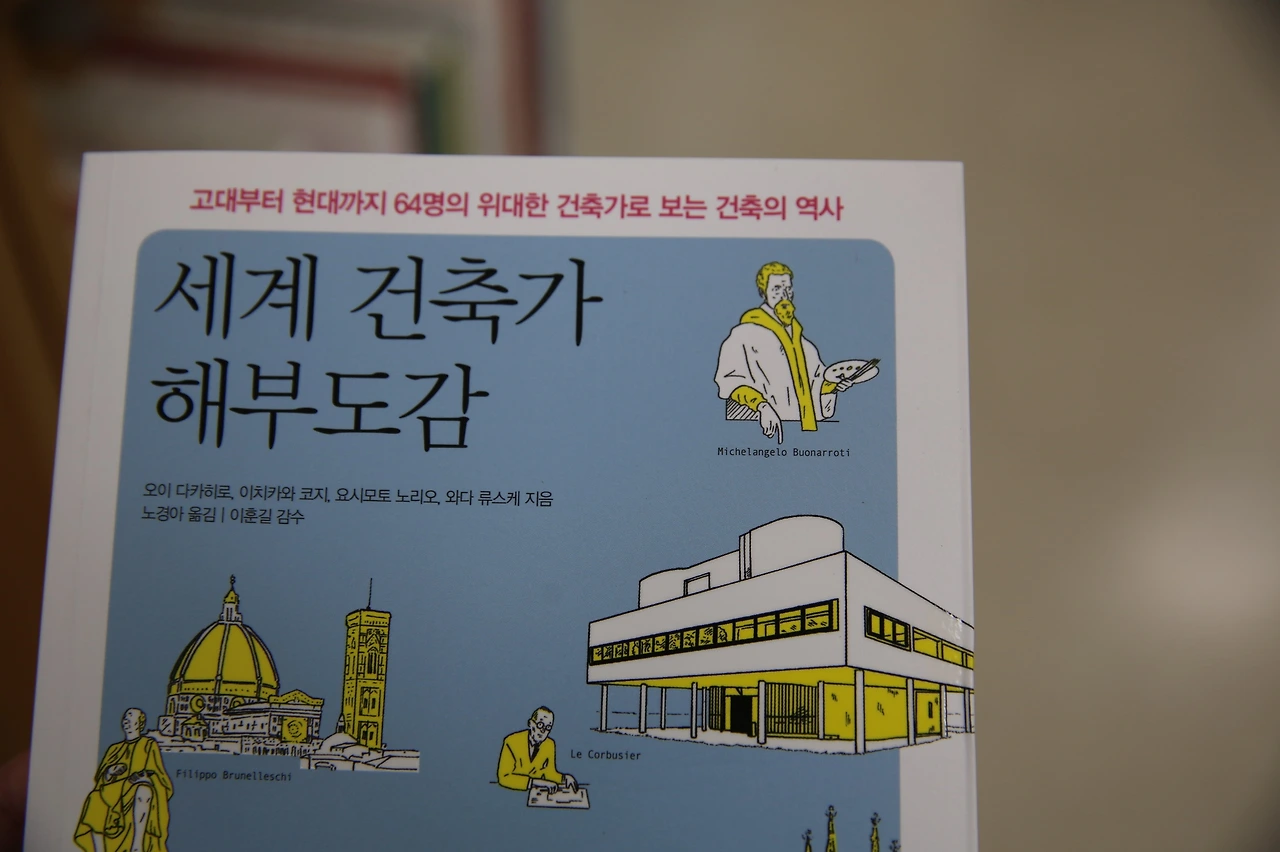 고대부터 현대까지 64명의 위대한 건축가로 보는 건축의 역사
세계 건축가
해부도감
오이 다카히로, 이치카와 코지, 요시모토 노리오, 와다 류스케 지음
노경아 옮김 | 이훈길 감수
Michelangelo Buonarroti
Le Corbusier
Filippo Brunelleschi